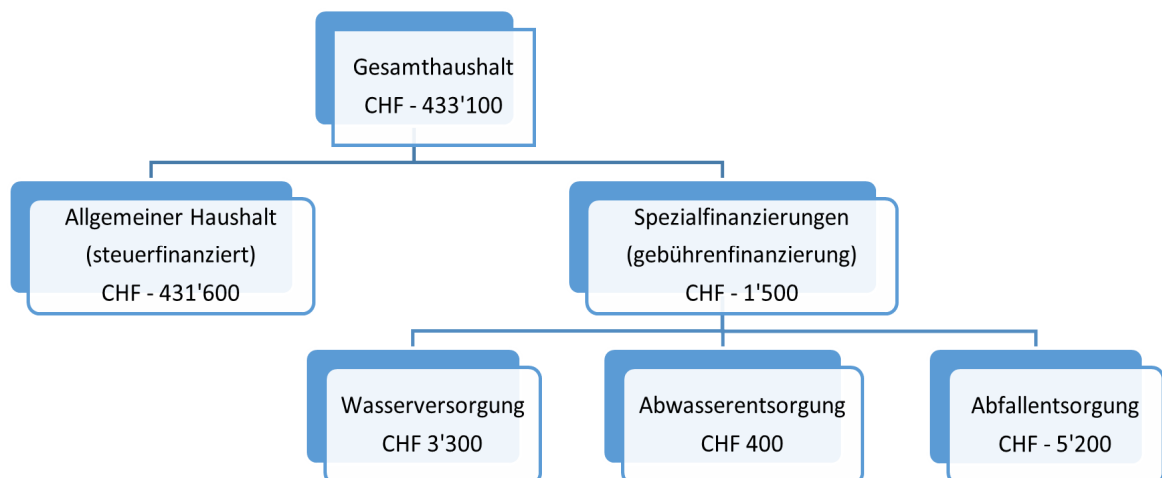 Gesamthaushalt
CHF - 433'100
Allgemeiner Haushalt
(steuerfinanziert)
CHF - 431'600
Spezialfinanzierungen
(gebührenfinanzierung)
CHF - 1'500
Wasserversorgung
CHF 3'300
Abwasserentsorgung
CHF 400
Abfallentsorgung
CHF - 5'200